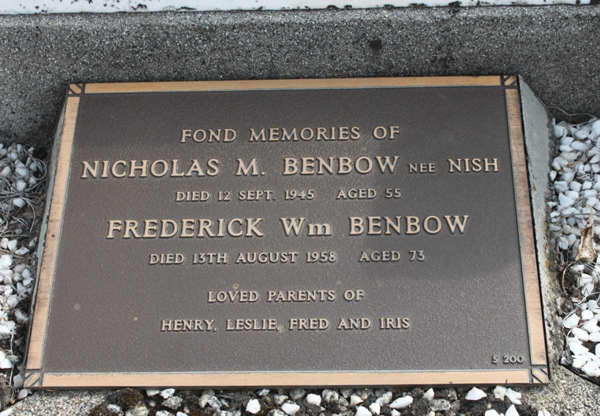 FOND MEMORIES OF
NICHOLAS M. BENBOW NEE NISH
DIED 12 SEPT. 1945 AGED 55
FREDERICK Wm BENBOW
DIED 13TH AUGUST 1958 AGED 73
LOVED PARENTS OF
HENRY, LESLIE, FRED AND IRIS
S 200